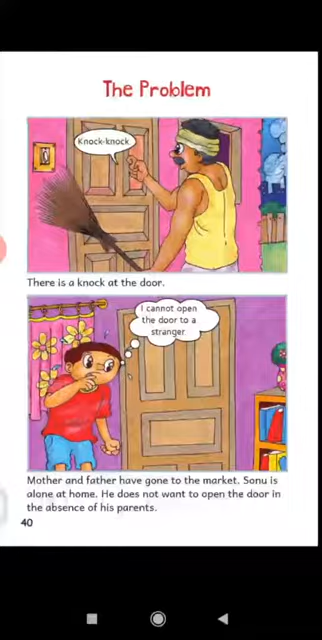 The Problem
Knock-knock
There is a knock at the door.
I cannot open
the door to a
stranger
Mother and father have gone to the market. Sonu is
alone at home. He does not want to open the door in
the absence of his parents.
40